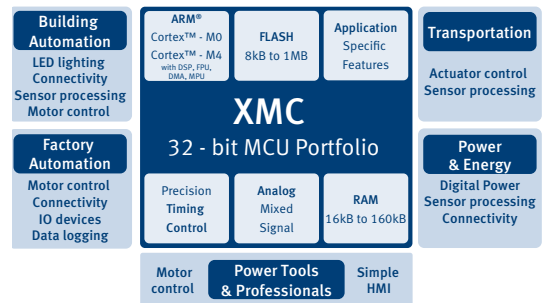 Building
Automation
LED lighting
Connectivity
Sensor processing
Motor control
Factory
Automation
Motor control
Connectivity
IO devices
Data logging
ARM®
Cortex™ - M0
Cortex™ - M4
with DSP, FPU,
DMA, MPU
FLASH
8kB to 1MB
Application
Specific
Features
XMC
32 - bit MCU Portfolio
Precision
Timing
Control
Analog
Mixed
Signal
RAM
16kB to 160kB
Transportation
Actuator control
Sensor processing
Power
& Energy
Digital Power
Sensor processing
Connectivity
Motor
control
Power Tools
& Professionals
Simple
HMI